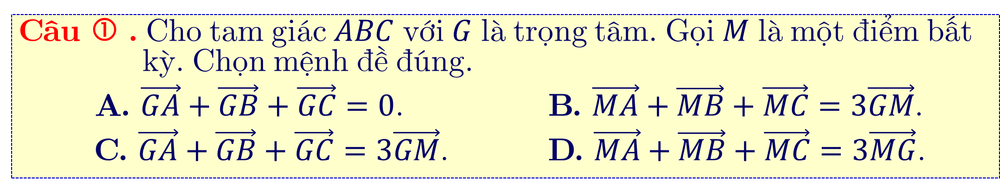 Câu ① . Cho tam giác ABC với G là trọng tâm. Gọi M là một điểm bất
kỳ. Chọn mệnh đề đúng.
A. $\overrightarrow{GA} + \overrightarrow{GB} + \overrightarrow{GC} = 0$. B. $\overrightarrow{MA} + \overrightarrow{MB} + \overrightarrow{MC} = 3\overrightarrow{GM}$.
C. $\overrightarrow{GA} + \overrightarrow{GB} + \overrightarrow{GC} = 3\overrightarrow{GM}$. D. $\overrightarrow{MA} + \overrightarrow{MB} + \overrightarrow{MC} = 3\overrightarrow{MG}$.